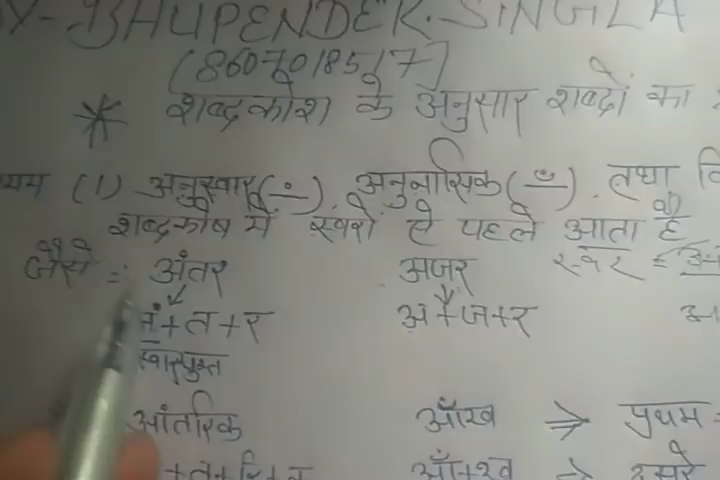 Y-BHUPENDER.SINGLA
(8607018517)
* शब्दकोश के अनुसार शब्दों का
यम (1) अनुस्वार(-ं), अनुनासिक(-ँ), तथा
शब्दकोष में स्वरों से पहले आता है
जैसे = अंतर अजर स्वर =
अं+त+र अ+ज+र
आंतरिक आँख ⇒ प्रथम =
+त+रि+क आँ+ख ⇒ दूसरे